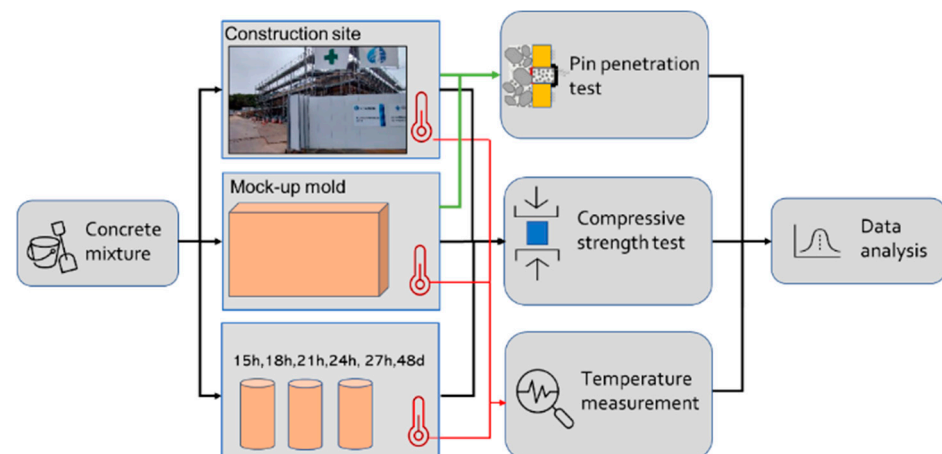 Construction site
Pin penetration
test
Mock-up mold
Concrete
mixture
Compressive
strength test
Data
analysis
15h,18h,21h,24h, 27h,48d
Temperature
measurement